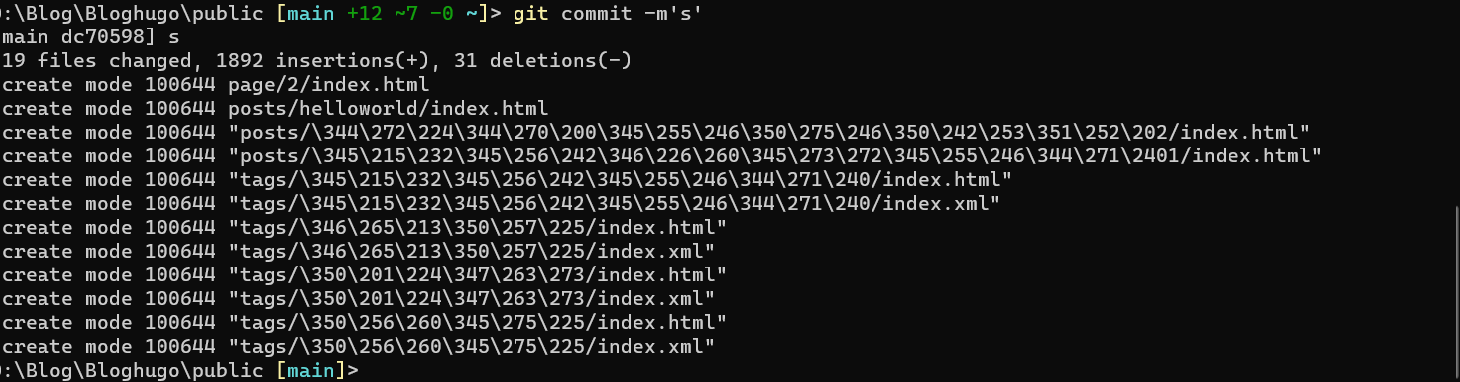 :\Blog\Bloghugo\public [main +12 ~7 -0 ~]> git commit -m's'
main dc70598] s
19 files changed, 1892 insertions(+), 31 deletions(-)
create mode 100644 page/2/index.html
create mode 100644 posts/helloworld/index.html
create mode 100644 "posts/\344\272\224\344\270\200\345\255\246\350\275\246\350\242\253\351\252\202/index.html"
create mode 100644 "posts/\345\215\232\345\256\242\346\226\260\345\273\272\345\255\246\344\271\2401/index.html"
create mode 100644 "tags/\345\215\232\345\256\242\345\255\246\344\271\240/index.html"
create mode 100644 "tags/\345\215\232\345\256\242\345\255\246\344\271\240/index.xml"
create mode 100644 "tags/\346\265\213\350\257\225/index.html"
create mode 100644 "tags/\346\265\213\350\257\225/index.xml"
create mode 100644 "tags/\350\201\224\347\263\273/index.html"
create mode 100644 "tags/\350\201\224\347\263\273/index.xml"
create mode 100644 "tags/\350\256\260\345\275\225/index.html"
create mode 100644 "tags/\350\256\260\345\275\225/index.xml"
:\Blog\Bloghugo\public [main]>